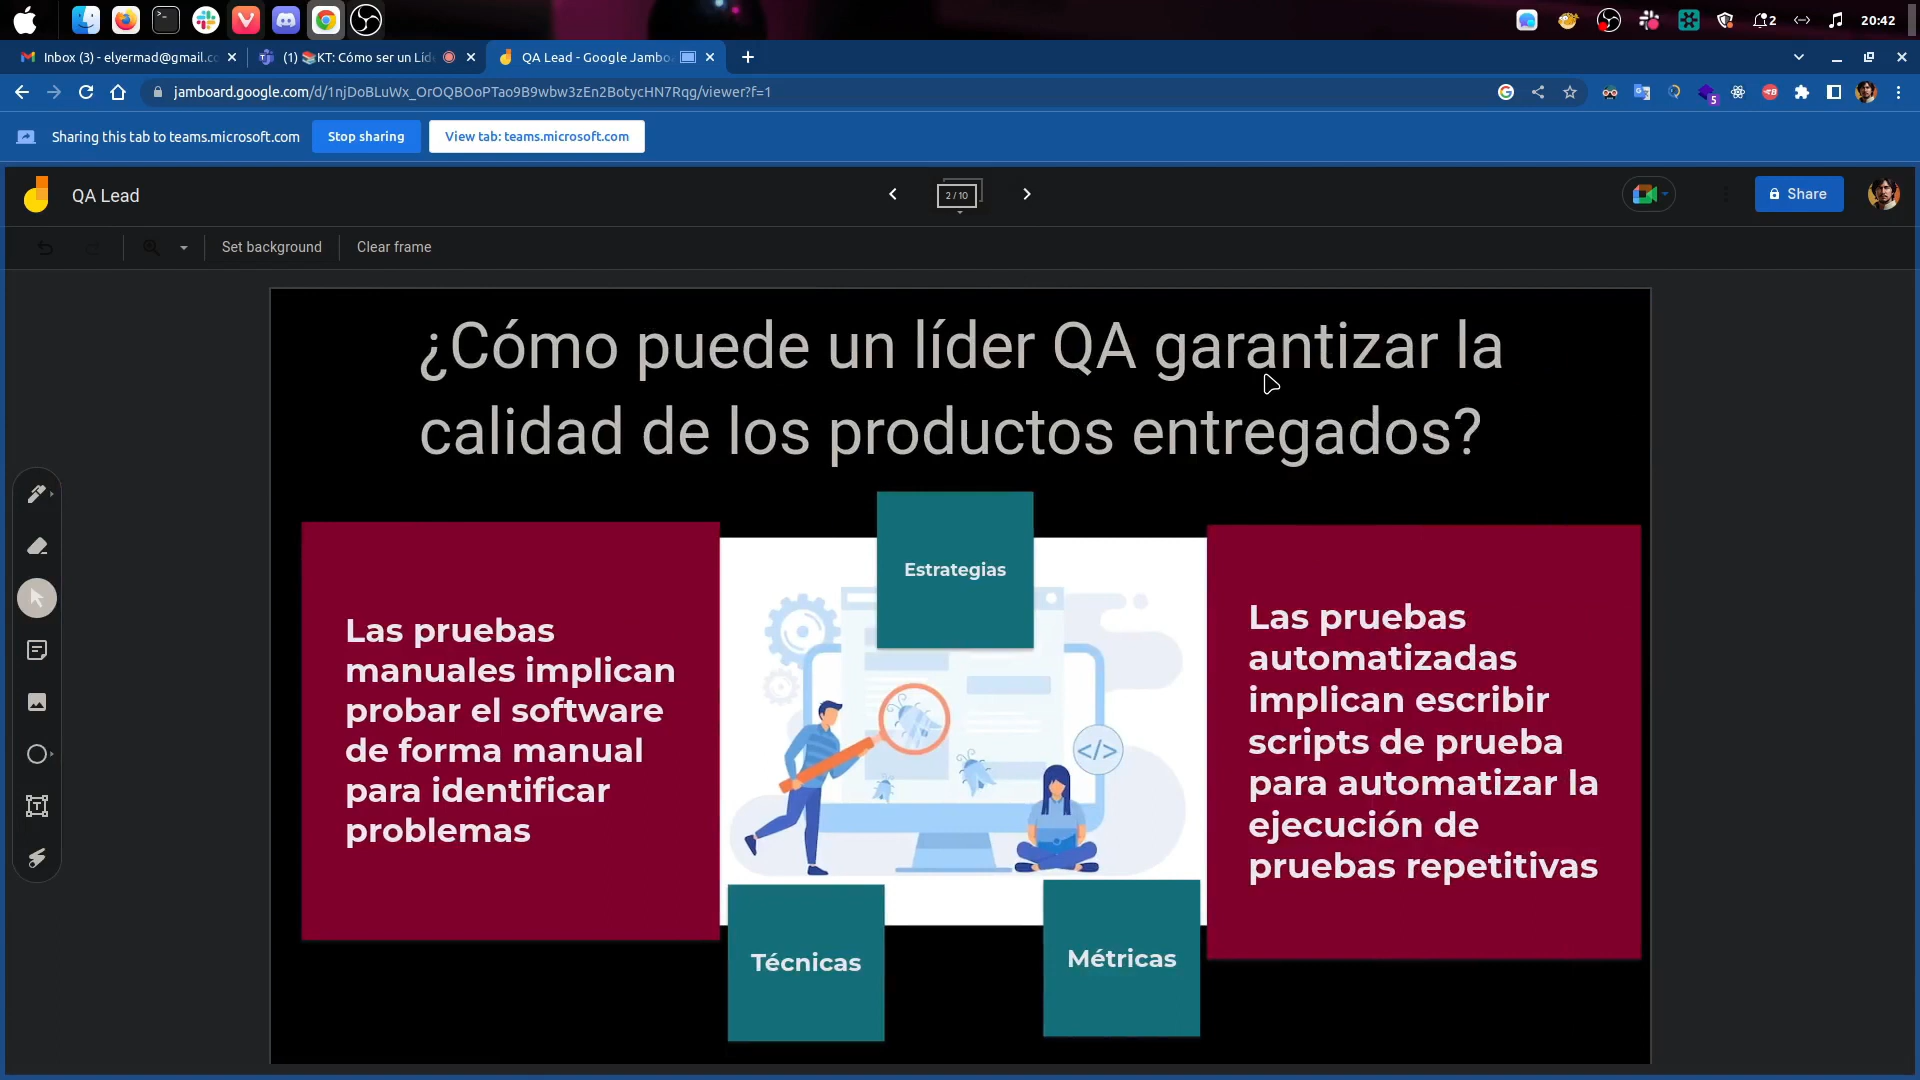 20:42
2
Inbox (3) - elyermad@gmail.co
(1) 📚KT: Cómo ser un Líd
QA Lead - Google Jambo
jamboard.google.com/d/1njDoBLuWx_OrOQBOoPTao9B9wbw3zEn2BotycHN7Rqg/viewer?f=1
5
Sharing this tab to teams.microsoft.com
Stop sharing
View tab: teams.microsoft.com
QA Lead
2 / 10
Share
Set background
Clear frame
¿Cómo puede un líder QA garantizar la
calidad de los productos entregados?
Estrategias
Las pruebas
manuales implican
probar el software
de forma manual
para identificar
problemas
</>
Las pruebas
automatizadas
implican escribir
scripts de prueba
para automatizar la
ejecución de
pruebas repetitivas
Técnicas
Métricas